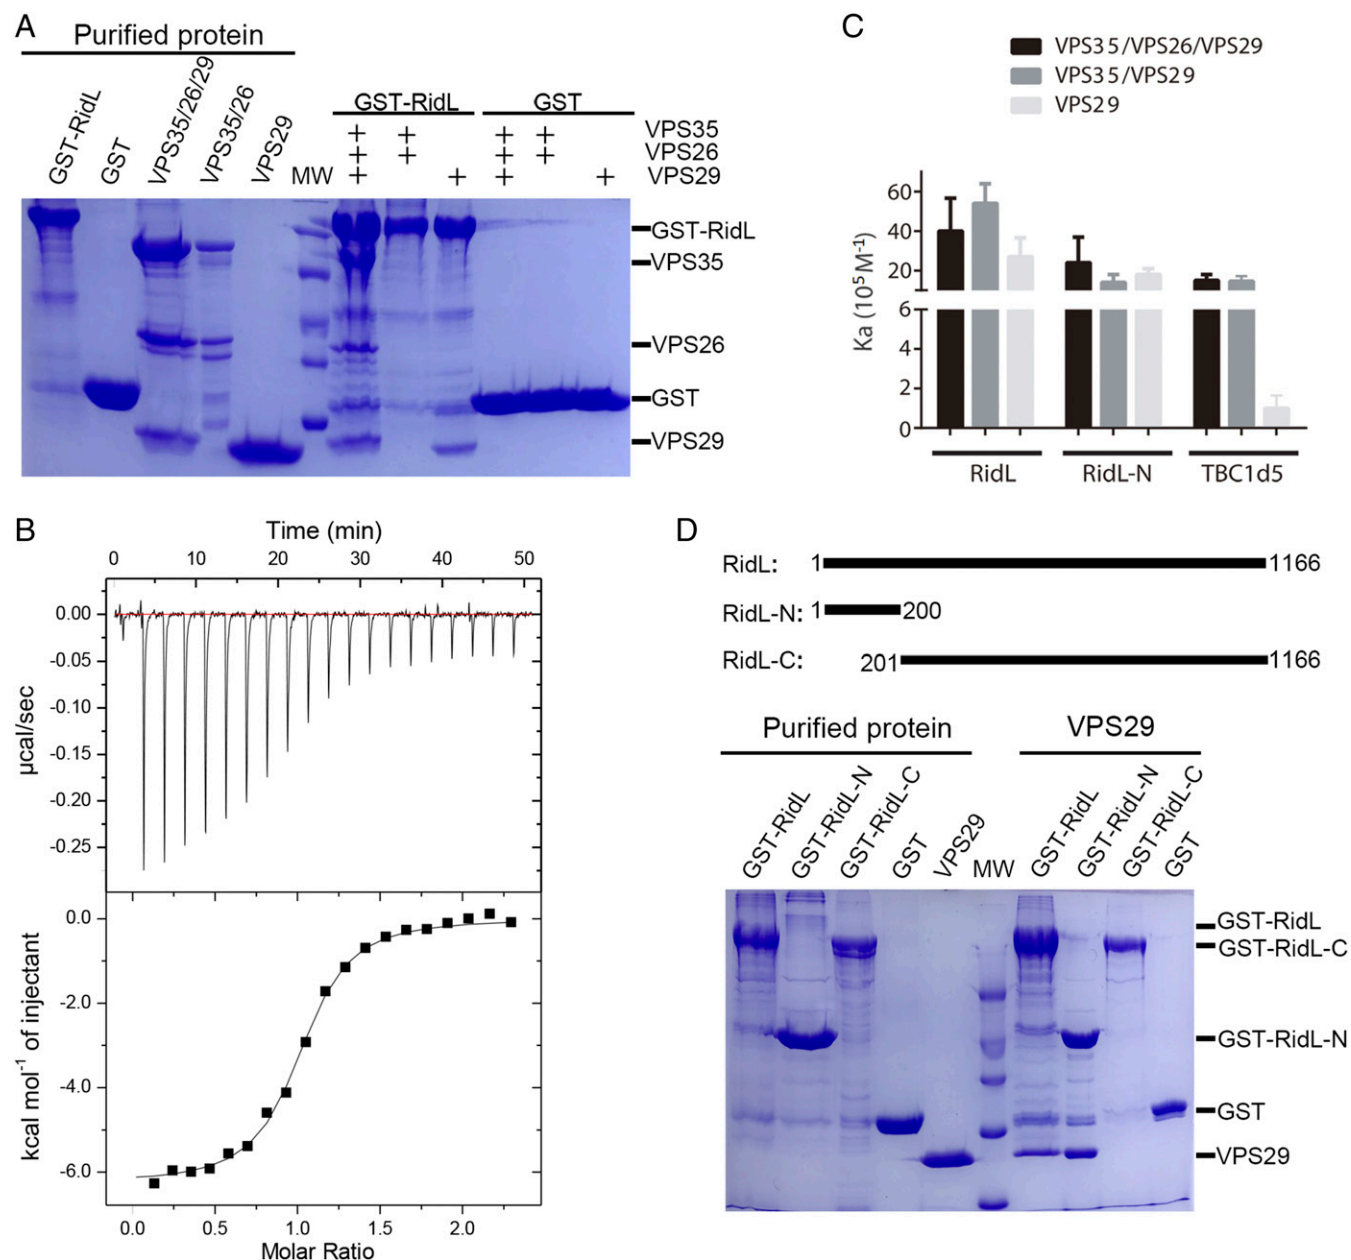 A
Purified protein
GST-RidL
GST
VPS35/26/29
VPS35/26
VPS29
MW
GST-RidL
GST
+ + + + VPS35
+ + + + VPS26
+ + + + VPS29
GST-RidL
VPS35
VPS26
GST
VPS29
B
Time (min)
0 10 20 30 40 50
0.00
-0.05
-0.10
-0.15
-0.20
-0.25
µcal/sec
0.0
-2.0
-4.0
-6.0
kcal mol-1 of injectant
0.0 0.5 1.0 1.5 2.0
Molar Ratio
C
VPS35/VPS26/VPS29
VPS35/VPS29
VPS29
Ka (10⁵ M⁻¹)
60
40
20
6
4
2
0
RidL RidL-N TBC1d5
D
RidL: 1 1166
RidL-N: 1 200
RidL-C: 201 1166
Purified protein VPS29
GST-RidL
GST-RidL-N
GST-RidL-C
GST
VPS29
MW
GST-RidL
GST-RidL-N
GST-RidL-C
GST
GST-RidL
GST-RidL-C
GST-RidL-N
GST
VPS29